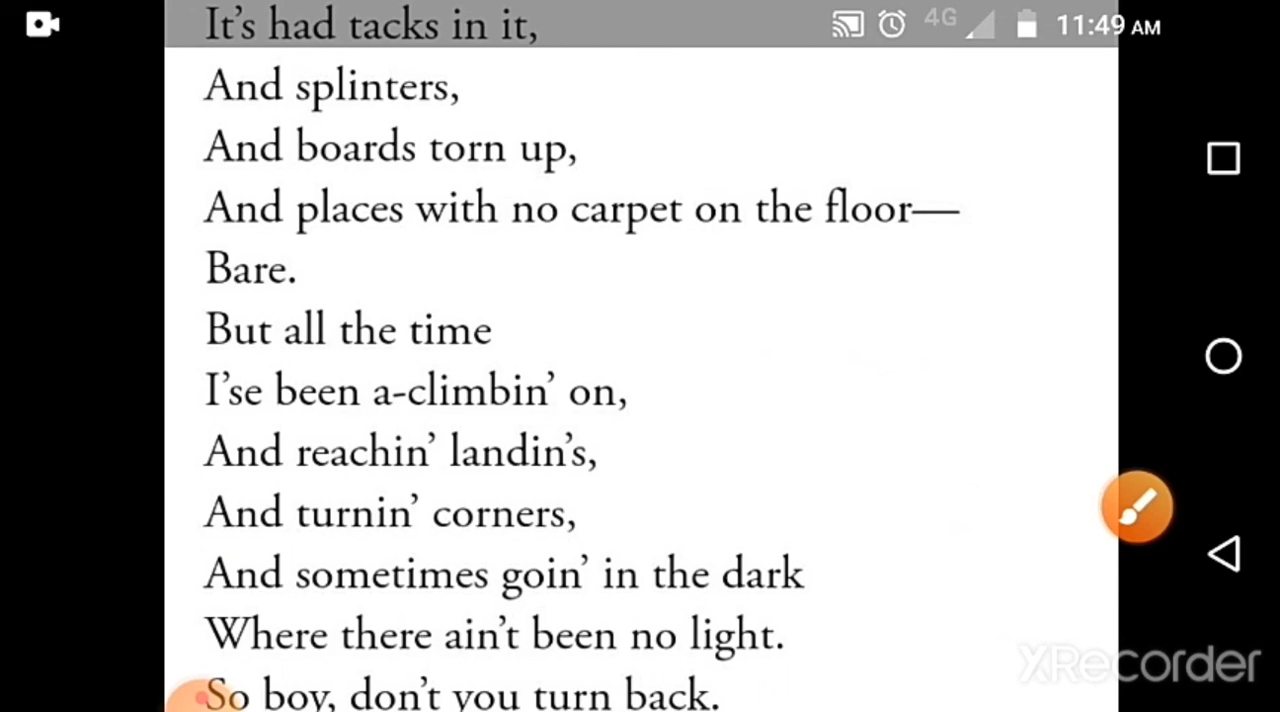 It’s had tacks in it,
4G 11:49 AM
And splinters,
And boards torn up,
And places with no carpet on the floor—
Bare.
But all the time
I’se been a-climbin’ on,
And reachin’ landin’s,
And turnin’ corners,
And sometimes goin’ in the dark
Where there ain’t been no light.
XRecorder
So boy, don’t you turn back.